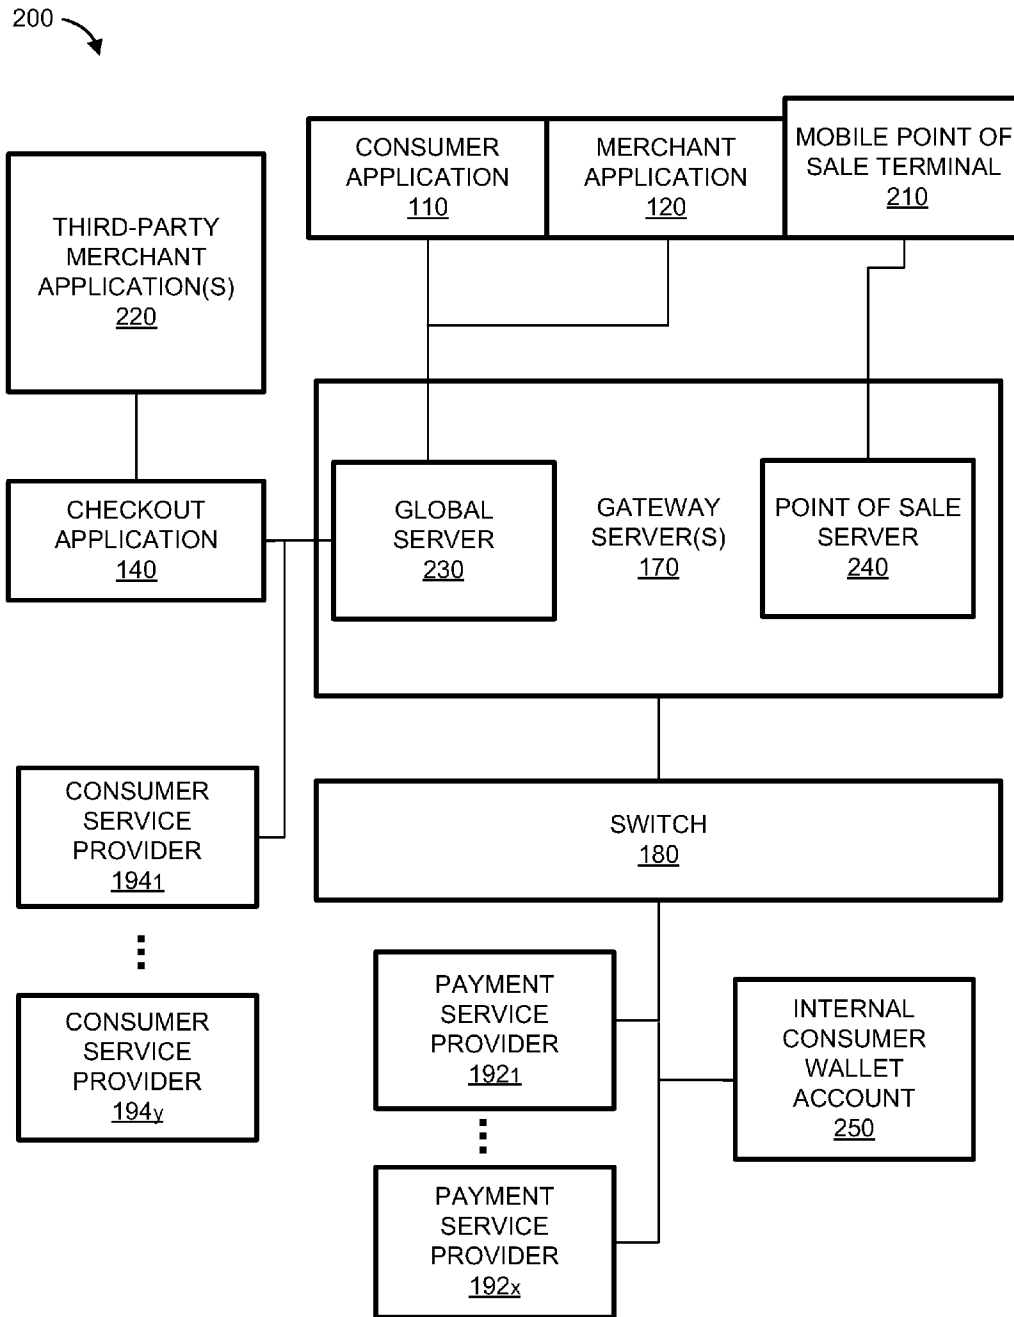 200
CONSUMER
APPLICATION
110
MERCHANT
APPLICATION
120
MOBILE POINT OF
SALE TERMINAL
210
THIRD-PARTY
MERCHANT
APPLICATION(S)
220
CHECKOUT
APPLICATION
140
GLOBAL
SERVER
230
GATEWAY
SERVER(S)
170
POINT OF SALE
SERVER
240
CONSUMER
SERVICE
PROVIDER
1941
SWITCH
180
CONSUMER
SERVICE
PROVIDER
194y
PAYMENT
SERVICE
PROVIDER
1921
INTERNAL
CONSUMER
WALLET
ACCOUNT
250
PAYMENT
SERVICE
PROVIDER
192x